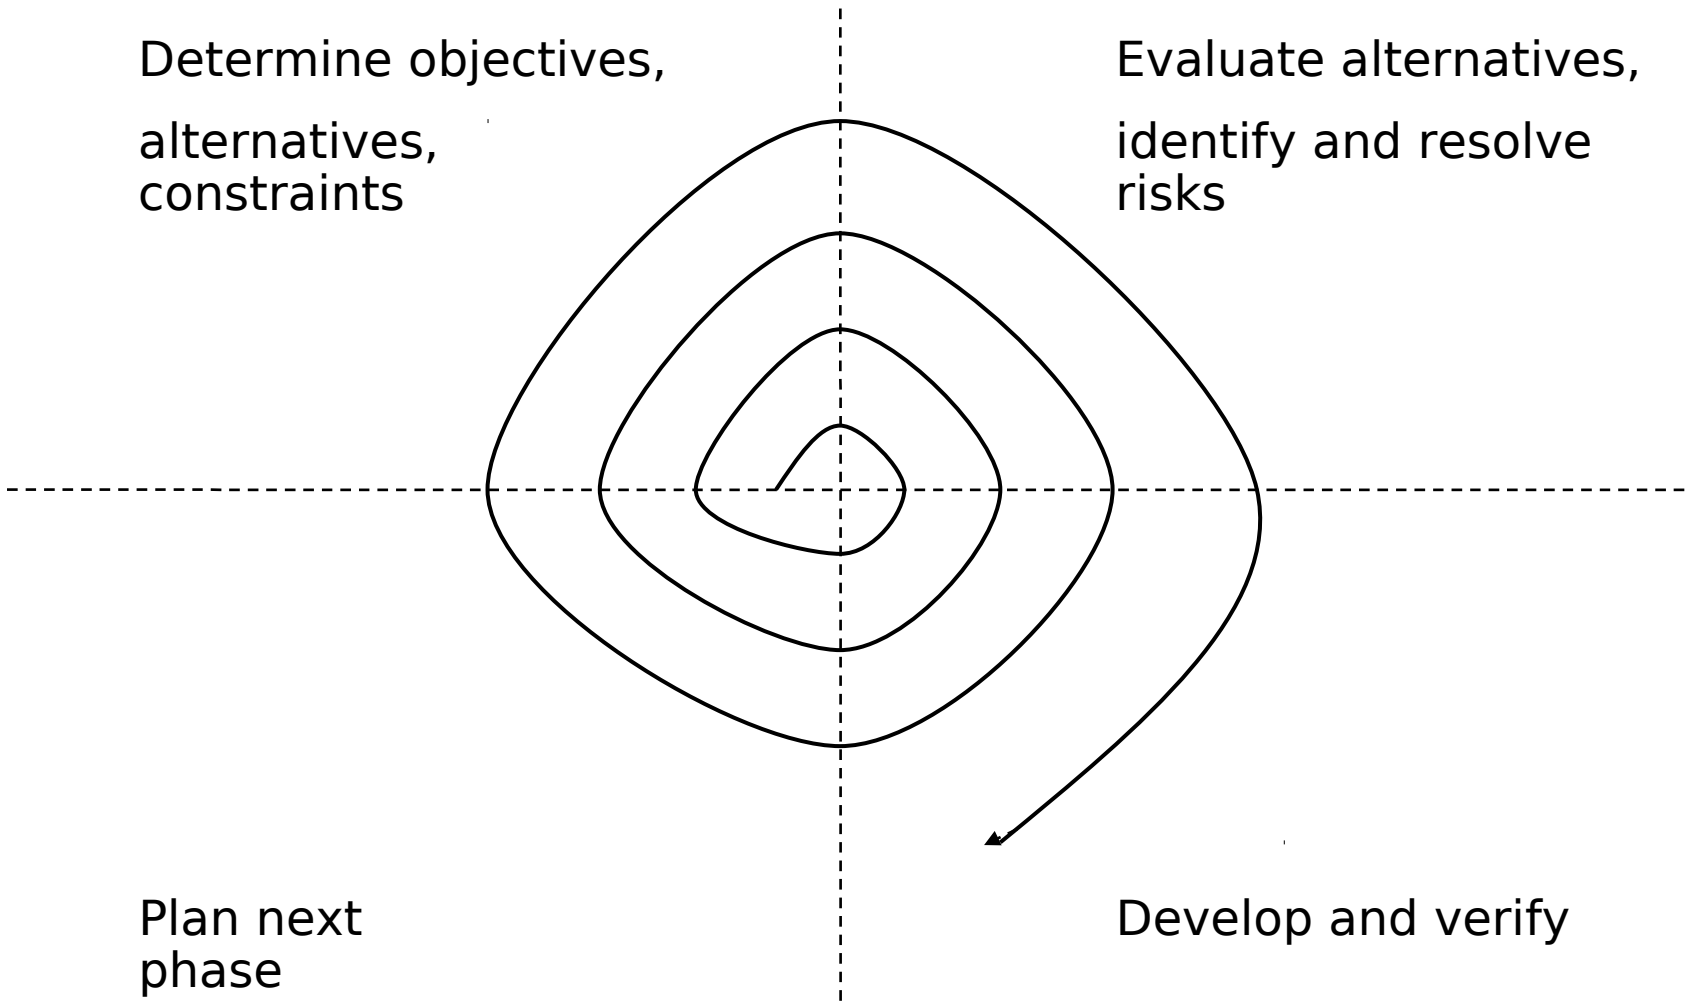 Determine objectives,
alternatives,
constraints
Evaluate alternatives,
identify and resolve
risks
Plan next
phase
Develop and verify